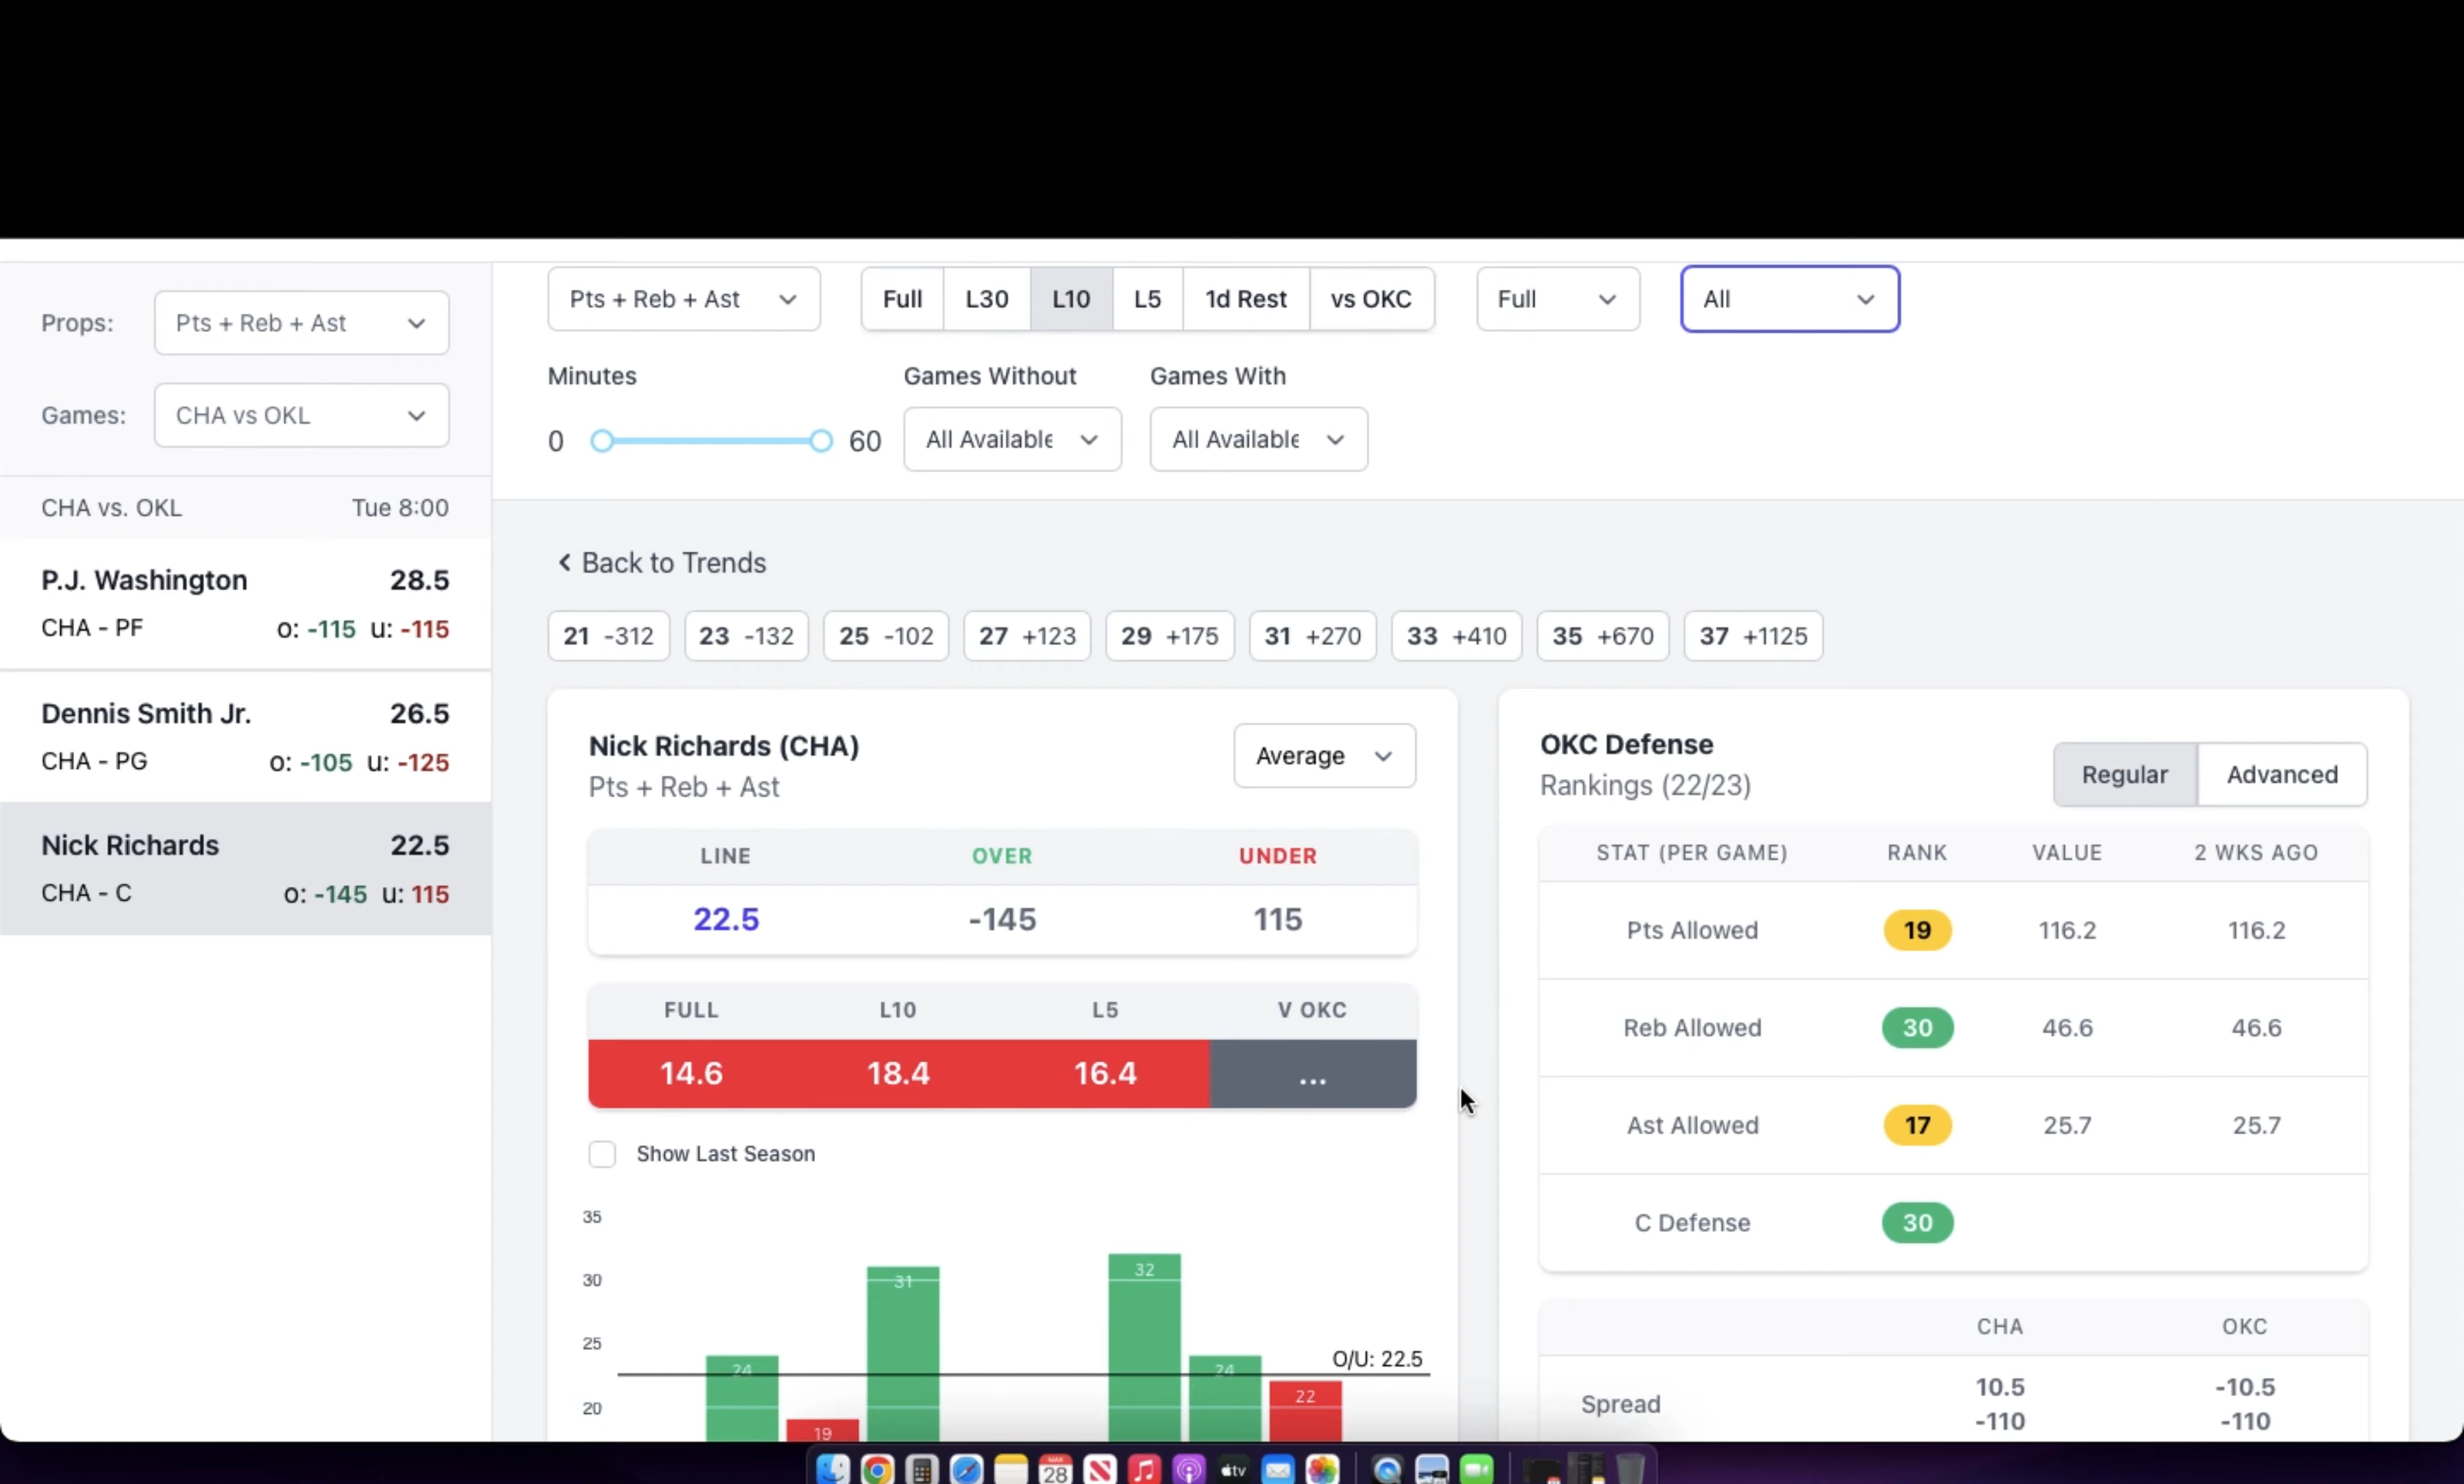 Props: Pts + Reb + Ast
Games: CHA vs OKL
CHA vs. OKL Tue 8:00
P.J. Washington 28.5
CHA - PF o: -115 u: -115
Dennis Smith Jr. 26.5
CHA - PG o: -105 u: -125
Nick Richards 22.5
CHA - C o: -145 u: 115
Pts + Reb + Ast Full L30 L10 L5 1d Rest vs OKC Full All
Minutes Games Without Games With
0 60 All Available All Available
Back to Trends
21 -312 23 -132 25 -102 27 +123 29 +175 31 +270 33 +410 35 +670 37 +1125
Nick Richards (CHA)
Pts + Reb + Ast
Average
LINE OVER UNDER
22.5 -145 115
FULL L10 L5 V OKC
14.6 18.4 16.4 ...
Show Last Season
35
30
25
20
24
19
31
32
24
22
O/U: 22.5
OKC Defense
Rankings (22/23)
Regular Advanced
STAT (PER GAME) RANK VALUE 2 WKS AGO
Pts Allowed 19 116.2 116.2
Reb Allowed 30 46.6 46.6
Ast Allowed 17 25.7 25.7
C Defense 30
CHA OKC
Spread
10.5 -10.5
-110 -110
MAR
28
tv